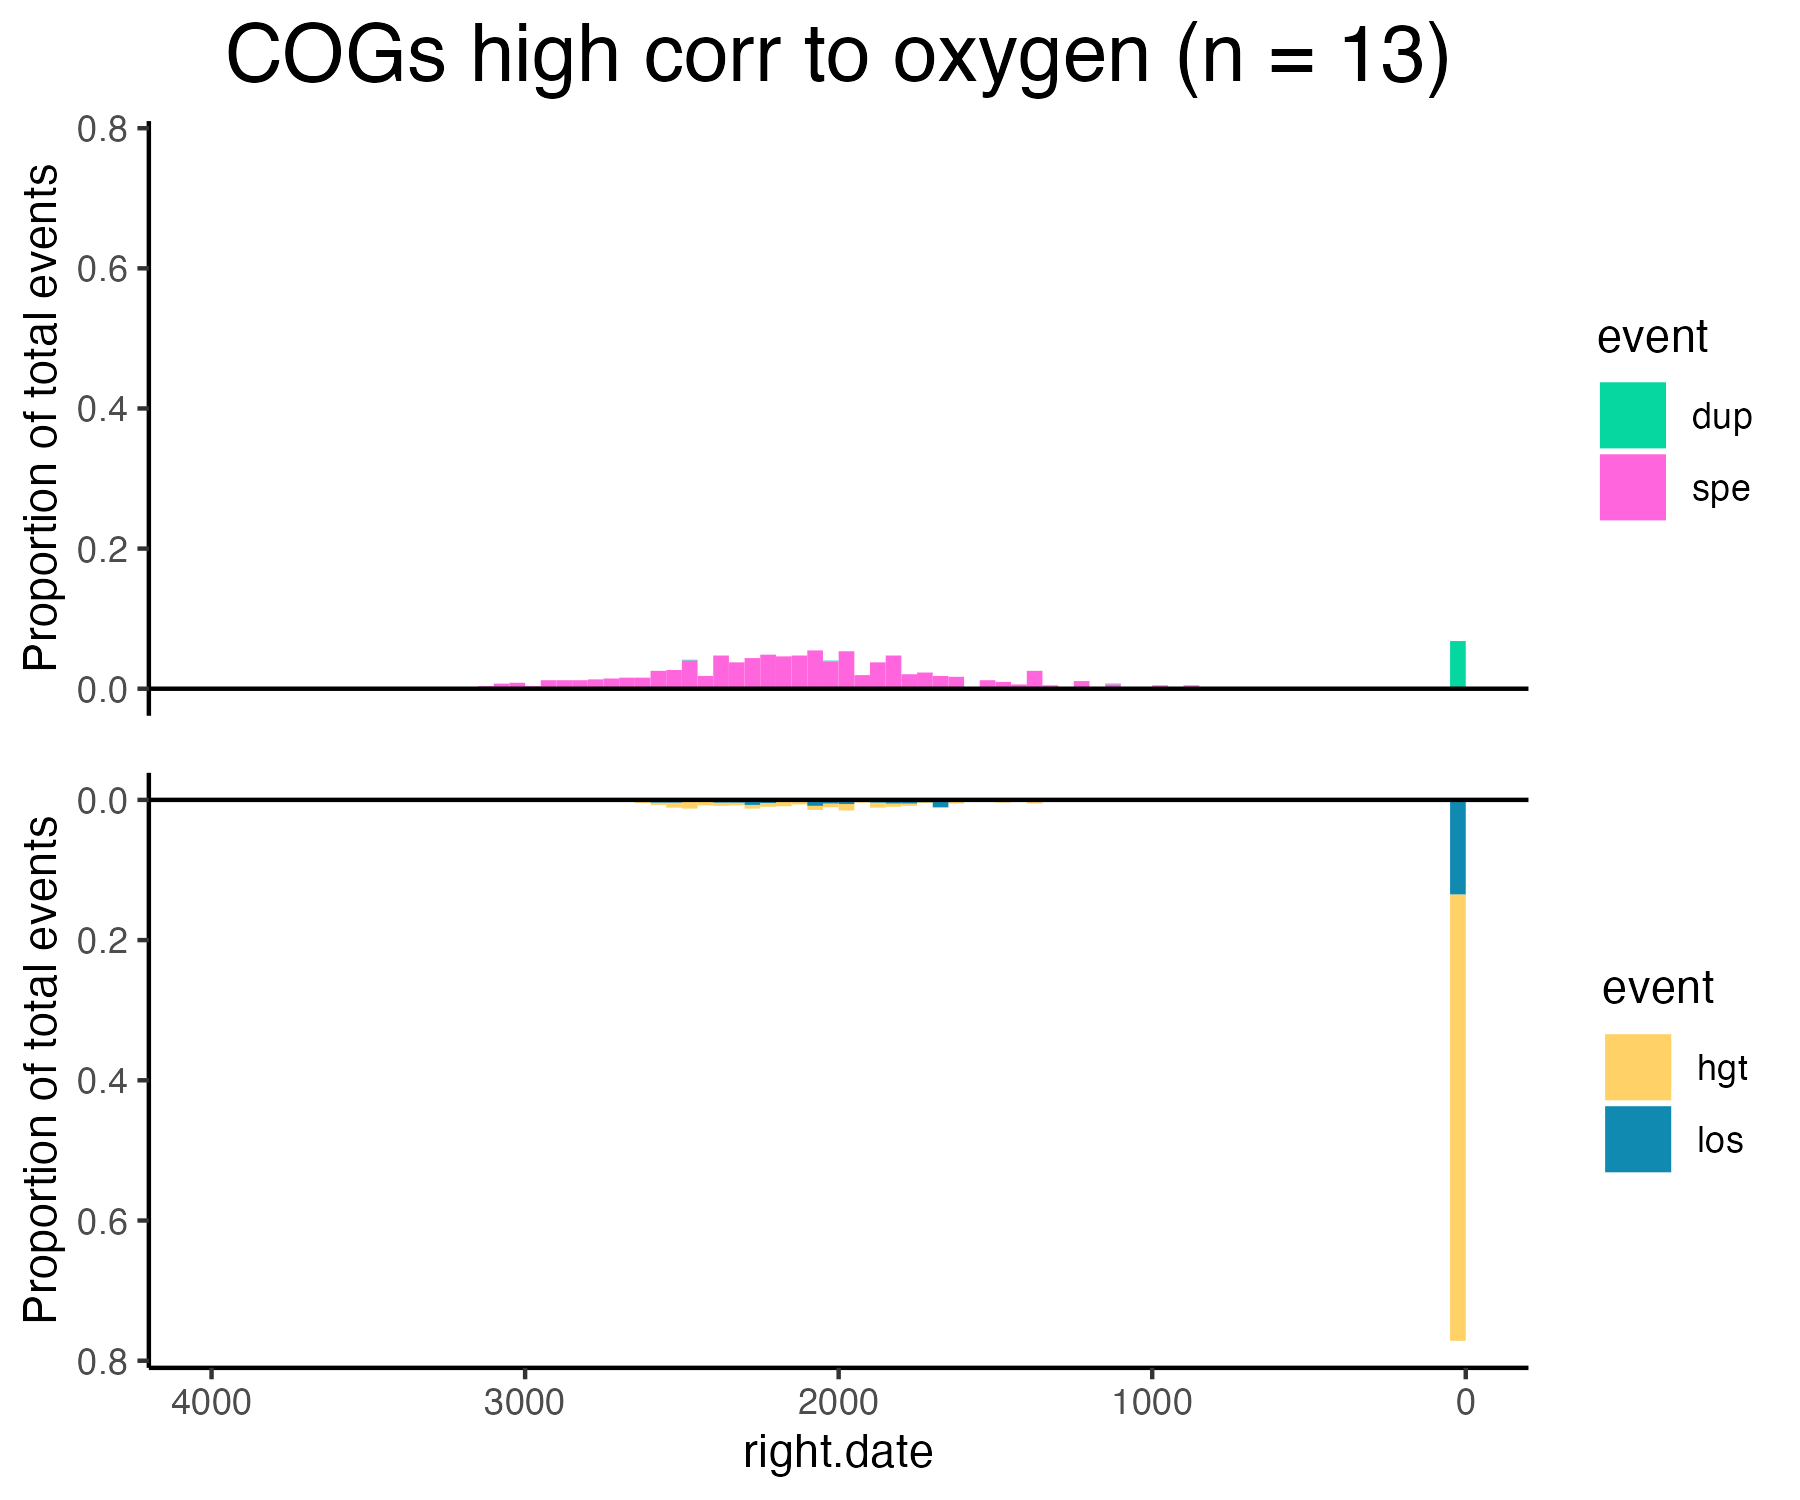 COGs high corr to oxygen (n = 13)
Proportion of total events
0.8
0.6
0.4
0.2
0.0
event
dup
spe
Proportion of total events
0.0
0.2
0.4
0.6
0.8
event
hgt
los
4000 3000 2000 1000 0
right.date